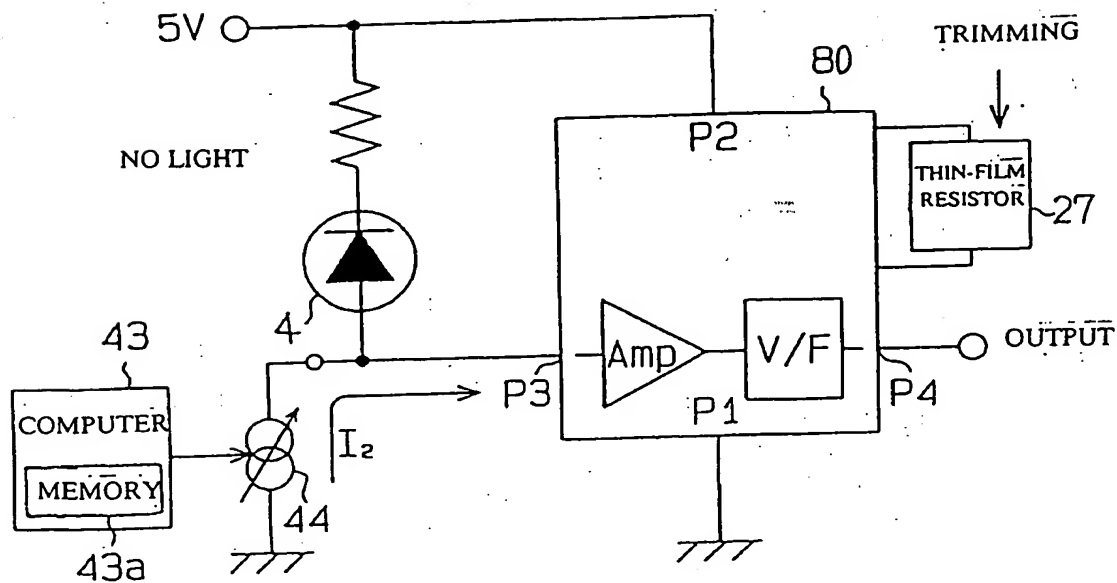 5V
TRIMMING
80
P2
NO LIGHT
THIN-FILM
RESISTOR
27
4
43
Amp
V/F
OUTPUT
P3
P4
P1
COMPUTER
I2
MEMORY
44
43a